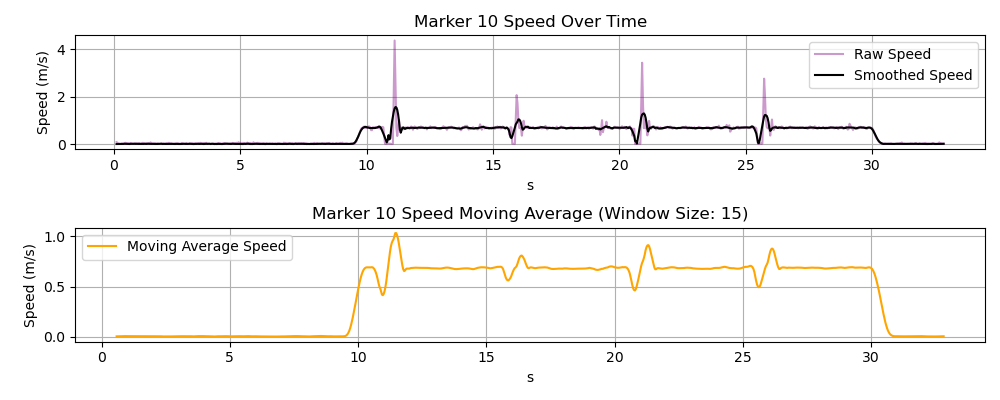 Marker 10 Speed Over Time
Speed (m/s)
4
2
0
Raw Speed
Smoothed Speed
0 5 10 15 20 25 30
s
Marker 10 Speed Moving Average (Window Size: 15)
Speed (m/s)
1.0
0.5
0.0
Moving Average Speed
0 5 10 15 20 25 30
s